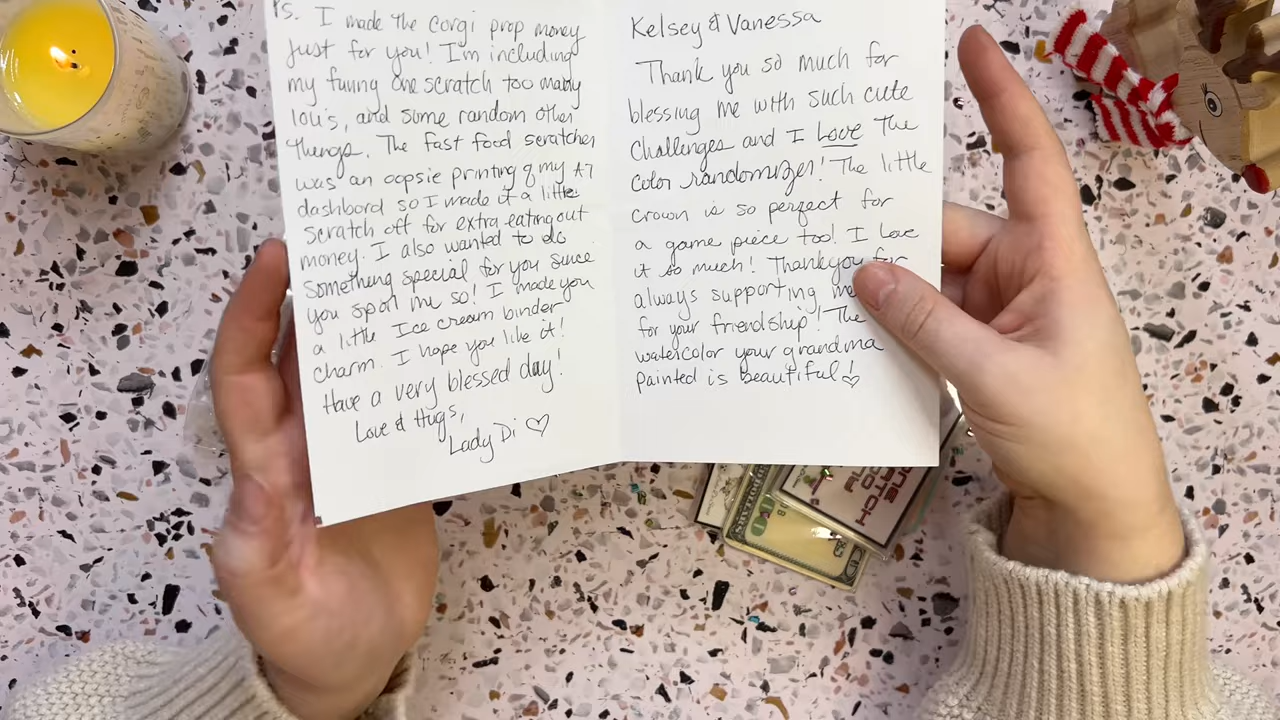 P.S. I made the Corgi prop money
just for you! I'm including
my funny one scratch too many
IOU's, and some random other
things. The fast food scratcher
was an oopsie printing of my A7
dashbord so I made it a little
scratch off for extra eating out
money. I also wanted to do
something special for you since
you spoil me so! I made you
a little Ice cream binder
charm. I hope you like it!
Have a very blessed day!
Love & Hugs,
Lady Di ♡
Kelsey & Vanessa
Thank you so much for
blessing me with such cute
challenges and I Love The
color randomizer! The little
crown is so perfect for
a game piece too! I love
it so much! Thankyou for
always supporting me
for your friendship! The
watercolor your grandma
painted is beautiful! ♡